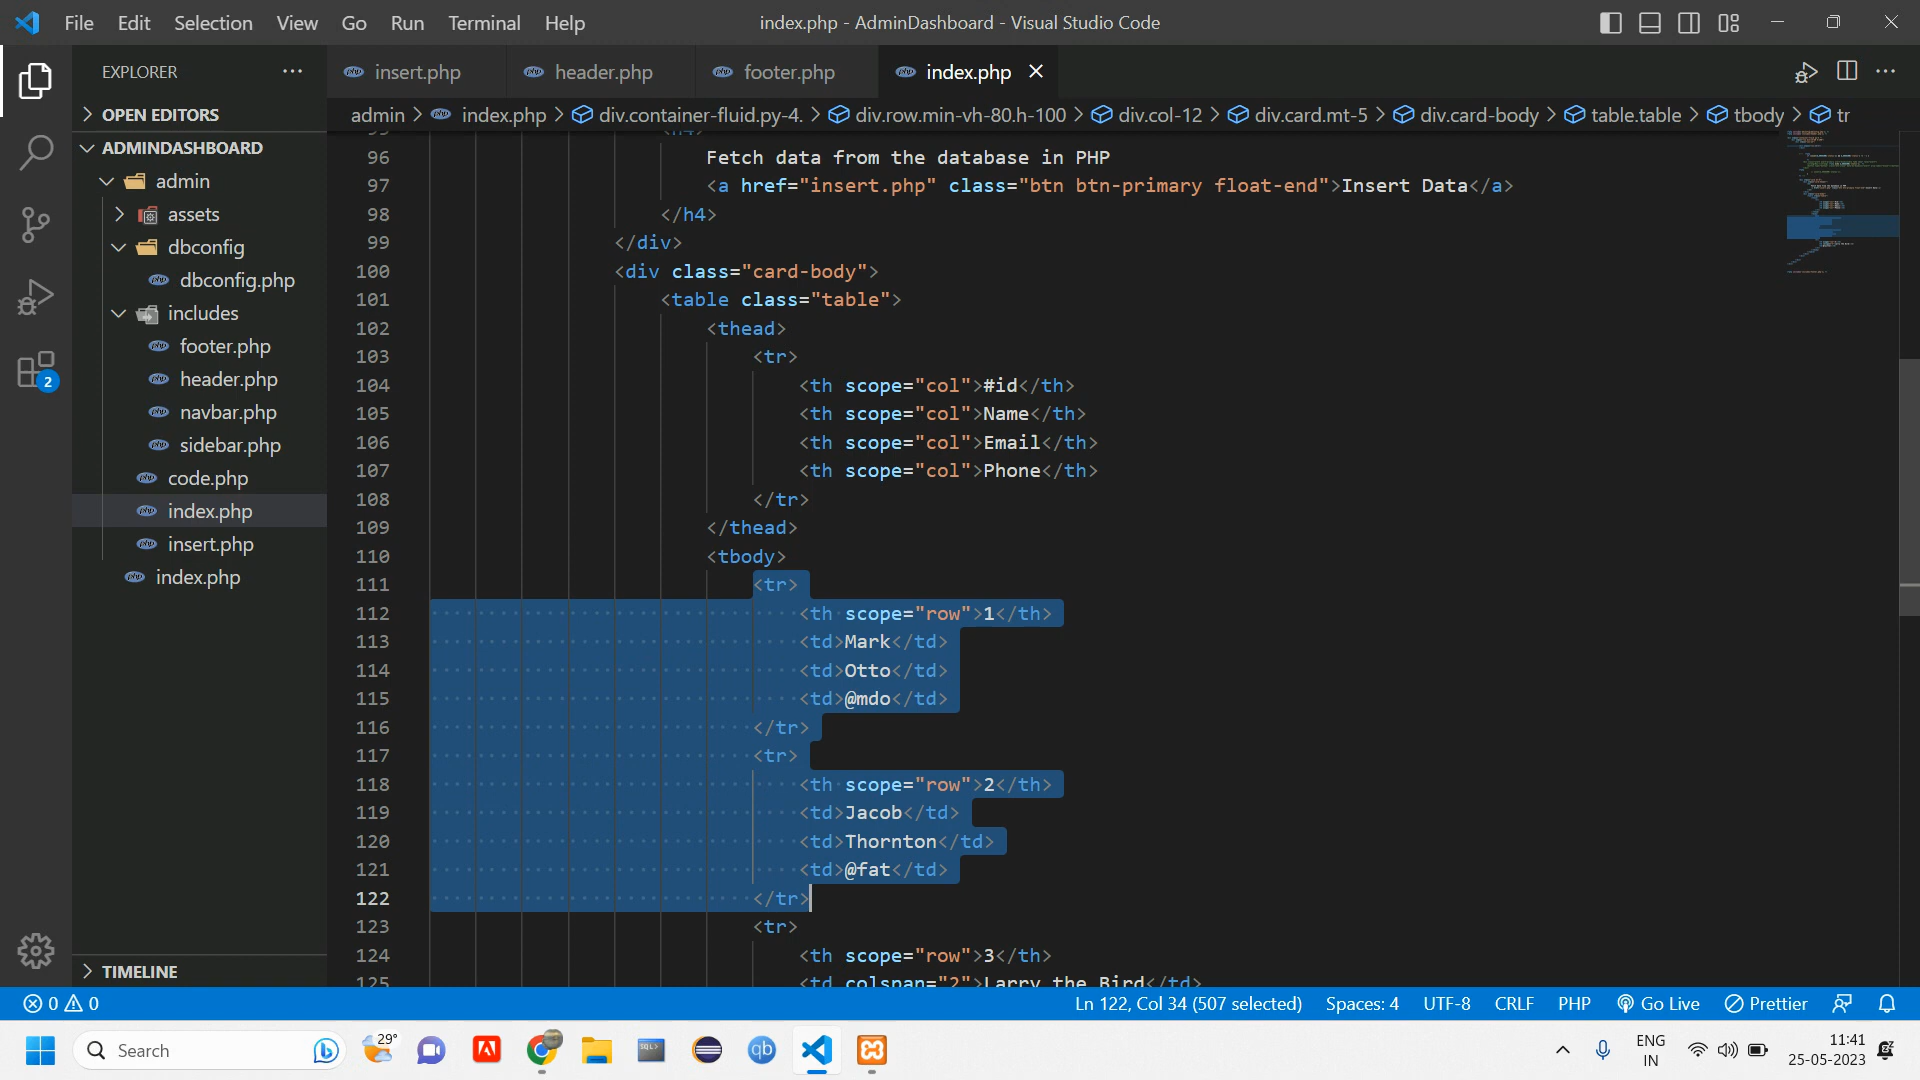 File Edit Selection View Go Run Terminal Help
index.php - AdminDashboard - Visual Studio Code
EXPLORER
insert.php
header.php
footer.php
index.php
OPEN EDITORS
admin > index.php > div.container-fluid.py-4. > div.row.min-vh-80.h-100 > div.col-12 > div.card.mt-5 > div.card-body > table.table > tbody > tr
ADMINDASHBOARD
admin
assets
dbconfig
dbconfig.php
includes
footer.php
header.php
navbar.php
sidebar.php
code.php
index.php
insert.php
index.php
TIMELINE
95 <h4>
96 Fetch data from the database in PHP
97 <a href="insert.php" class="btn btn-primary float-end">Insert Data</a>
98 </h4>
99 </div>
100 <div class="card-body">
101 <table class="table">
102 <thead>
103 <tr>
104 <th scope="col">#id</th>
105 <th scope="col">Name</th>
106 <th scope="col">Email</th>
107 <th scope="col">Phone</th>
108 </tr>
109 </thead>
110 <tbody>
111 <tr>
112 <th scope="row">1</th>
113 <td>Mark</td>
114 <td>Otto</td>
115 <td>@mdo</td>
116 </tr>
117 <tr>
118 <th scope="row">2</th>
119 <td>Jacob</td>
120 <td>Thornton</td>
121 <td>@fat</td>
122 </tr>
123 <tr>
124 <th scope="row">3</th>
125 <td colspan="2">Larry the Bird</td>
2
0 0
Ln 122, Col 34 (507 selected) Spaces: 4 UTF-8 CRLF PHP Go Live Prettier
Search
29°
SQL>
qb
ENG
IN
11:41
25-05-2023